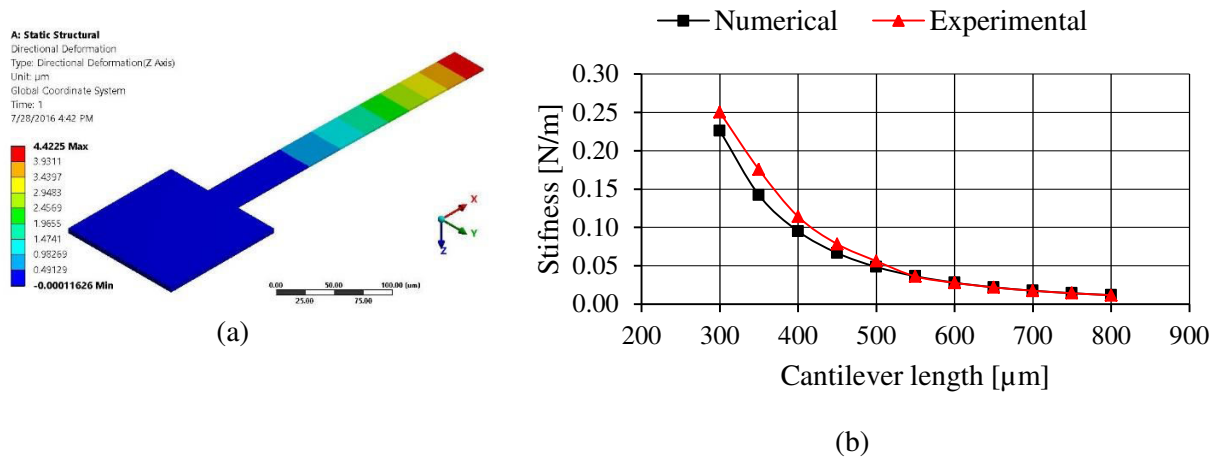 A: Static Structural
Directional Deformation
Type: Directional Deformation(Z Axis)
Unit: µm
Global Coordinate System
Time: 1
7/28/2016 4:42 PM
4.4225 Max
3.9311
3.4397
2.9483
2.4569
1.9655
1.4741
0.98269
0.49129
-0.00011626 Min
X
Y
Z
0.00 50.00 100.00 (um)
25.00 75.00
(a)
Numerical Experimental
Stifness [N/m]
0.30
0.25
0.20
0.15
0.10
0.05
0.00
200 300 400 500 600 700 800 900
Cantilever length [µm]
(b)